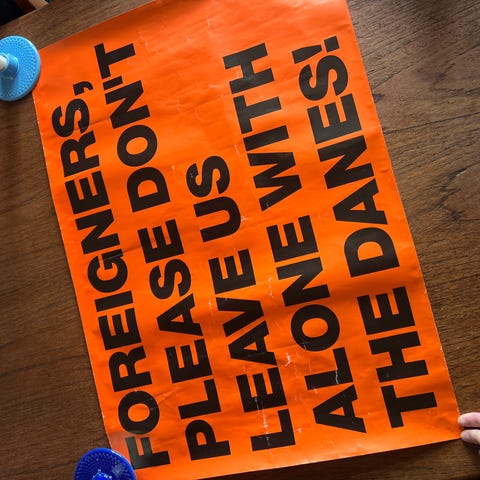 FOREIGNERS,
PLEASE DON'T
LEAVE US
ALONE WITH
THE DANES!